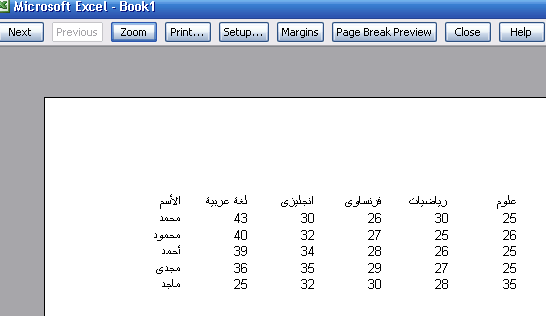 Microsoft Excel - Book1
Next Previous Zoom Print... Setup... Margins Page Break Preview Close Help
الأسم لغة عربية انجليزى فرنساوى رياضيات علوم
محمد 43 30 26 30 25
محمود 40 32 27 25 26
أحمد 39 34 28 26 25
مجدى 36 35 29 27 25
ماجد 25 32 30 28 35